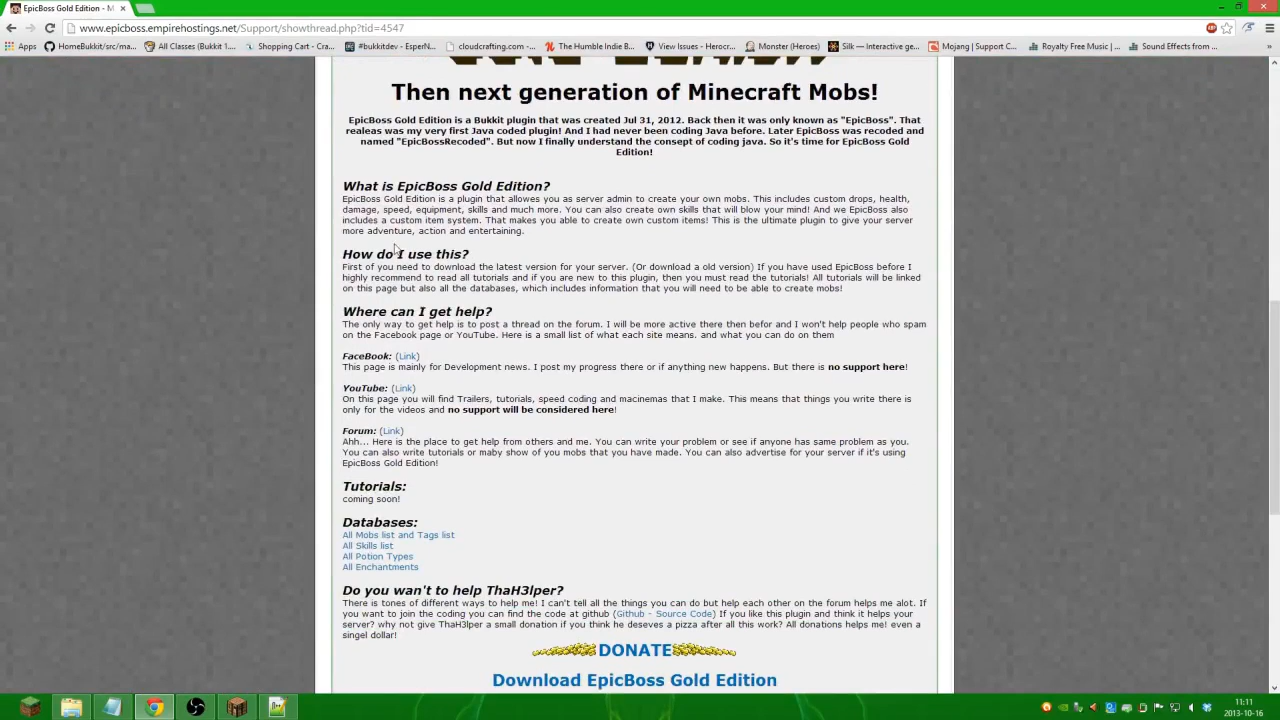 EpicBoss Gold Edition - M
www.epicboss.empirehostings.net/Support/showthread.php?tid=4547
Apps HomeBukkit/src/ma... All Classes (Bukkit 1... Shopping Cart - Cra... #bukkitdev - EsperN... cloudcrafting.com -... The Humble Indie B... View Issues - Herocr... Monster (Heroes) Silk — Interactive ge... Mojang | Support C... Royalty Free Music | ... Sound Effects from ...
Then next generation of Minecraft Mobs!
EpicBoss Gold Edition is a Bukkit plugin that was created Jul 31, 2012. Back then it was only known as "EpicBoss". That
realeas was my very first Java coded plugin! And I had never been coding Java before. Later EpicBoss was recoded and
named "EpicBossRecoded". But now I finally understand the consept of coding java. So it's time for EpicBoss Gold
Edition!
What is EpicBoss Gold Edition?
EpicBoss Gold Edition is a plugin that allowes you as server admin to create your own mobs. This includes custom drops, health,
damage, speed, equipment, skills and much more. You can also create own skills that will blow your mind! And we EpicBoss also
includes a custom item system. That makes you able to create own custom items! This is the ultimate plugin to give your server
more adventure, action and entertaining.
How do I use this?
First of you need to download the latest version for your server. (Or download a old version) If you have used EpicBoss before I
highly recommend to read all tutorials and if you are new to this plugin, then you must read the tutorials! All tutorials will be linked
on this page but also all the databases, which includes information that you will need to be able to create mobs!
Where can I get help?
The only way to get help is to post a thread on the forum. I will be more active there then befor and I won't help people who spam
on the Facebook page or YouTube. Here is a small list of what each site means. and what you can do on them
FaceBook: (Link)
This page is mainly for Development news. I post my progress there or if anything new happens. But there is no support here!
YouTube: (Link)
On this page you will find Trailers, tutorials, speed coding and macinemas that I make. This means that things you write there is
only for the videos and no support will be considered here!
Forum: (Link)
Ahh... Here is the place to get help from others and me. You can write your problem or see if anyone has same problem as you.
You can also write tutorials or maby show of you mobs that you have made. You can also advertise for your server if it's using
EpicBoss Gold Edition!
Tutorials:
coming soon!
Databases:
All Mobs list and Tags list
All Skills list
All Potion Types
All Enchantments
Do you wan't to help ThaH3lper?
There is tones of different ways to help me! I can't tell all the things you can do but help each other on the forum helps me alot. If
you want to join the coding you can find the code at github (Github - Source Code) If you like this plugin and think it helps your
server? why not give ThaH3lper a small donation if you think he deserves a pizza after all this work? All donations helps me! even a
singel dollar!
DONATE
Download EpicBoss Gold Edition
11:11
2013-10-16